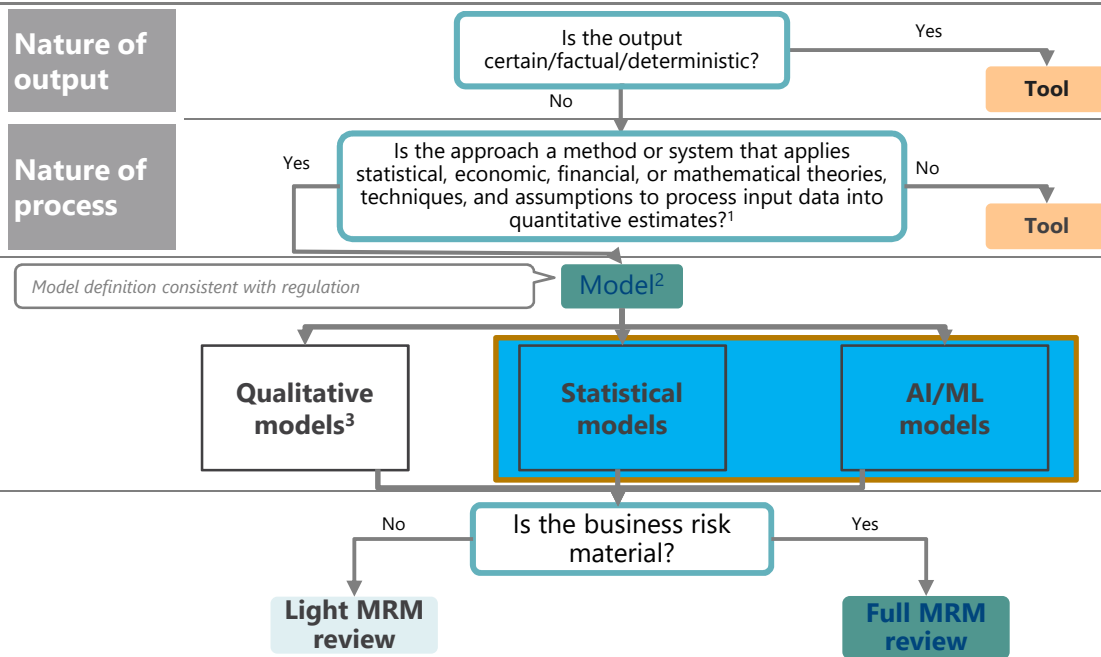 Nature of
output
Is the output
certain/factual/deterministic?
Yes
Tool
No
Nature of
process
Yes
Is the approach a method or system that applies
statistical, economic, financial, or mathematical theories,
techniques, and assumptions to process input data into
quantitative estimates?¹
No
Tool
Model definition consistent with regulation
Model²
Qualitative
models³
Statistical
models
AI/ML
models
No
Is the business risk
material?
Yes
Light MRM
review
Full MRM
review